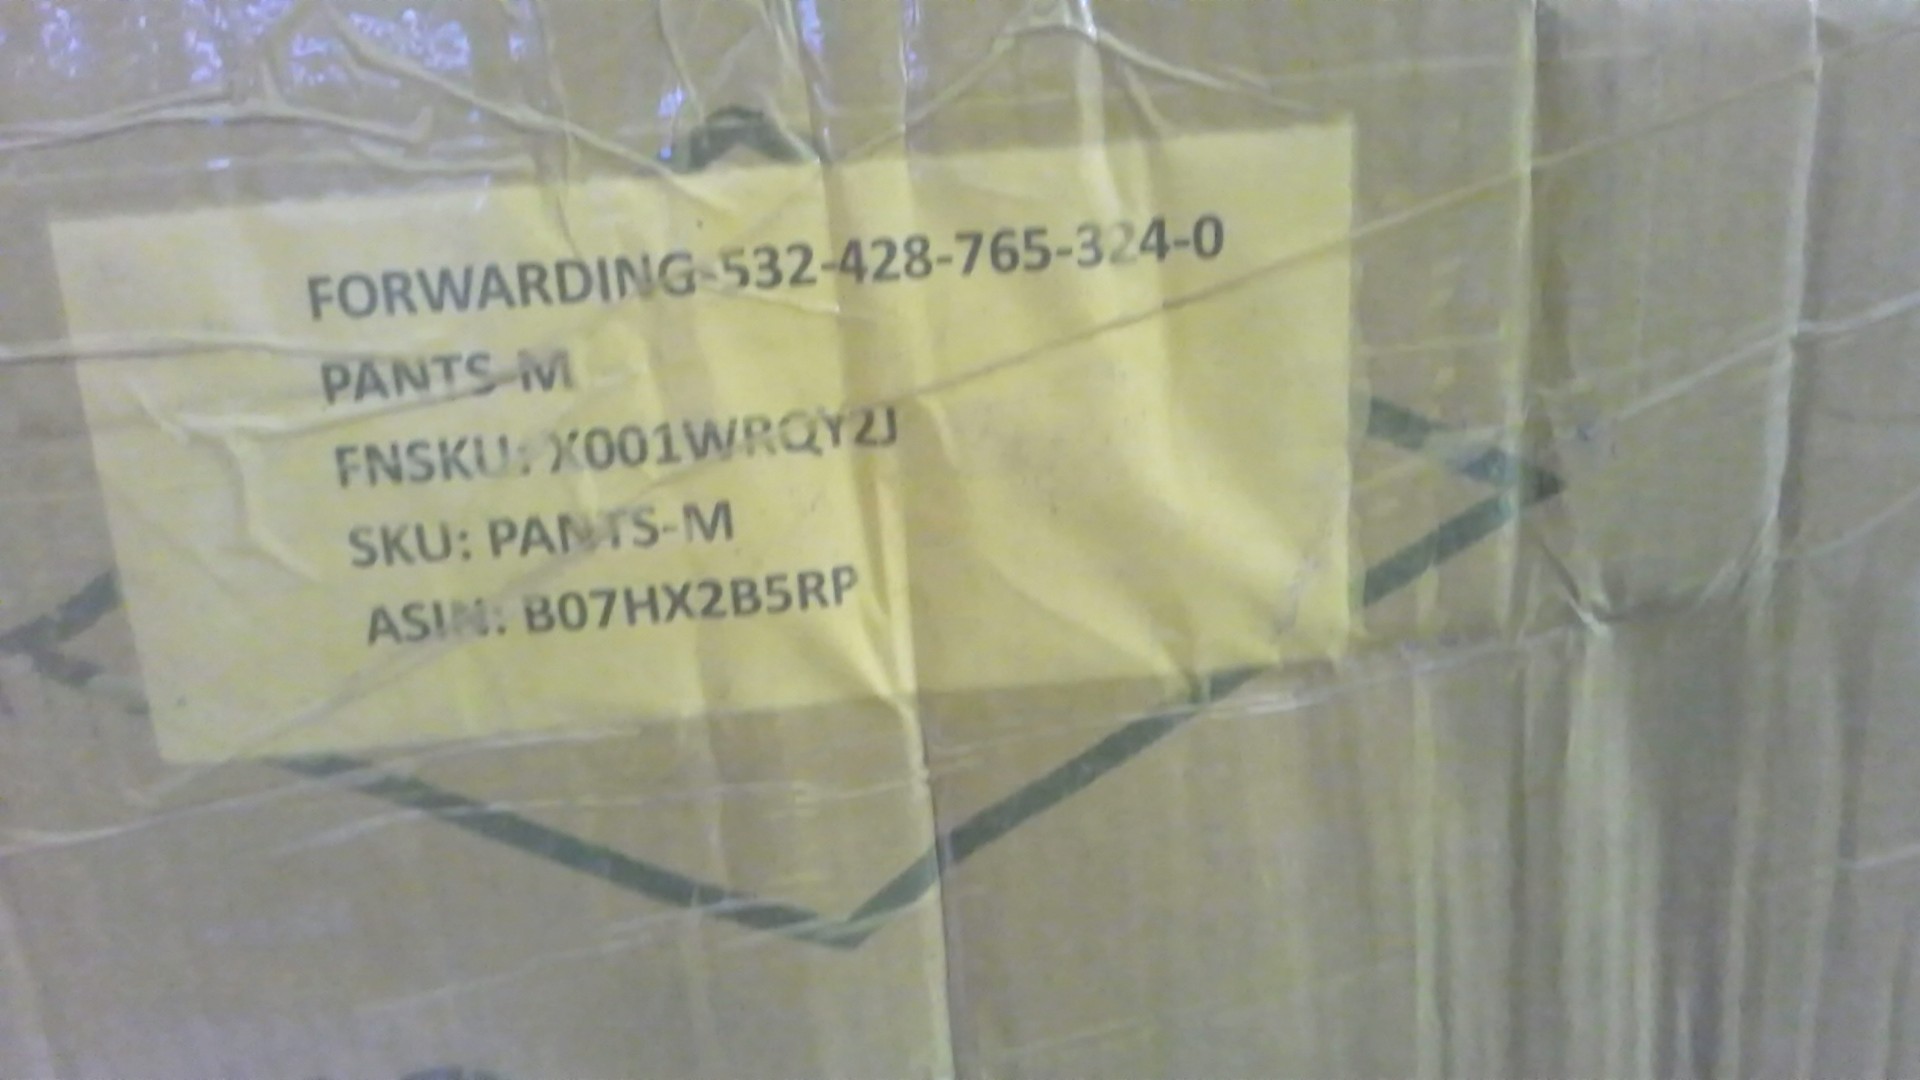 FORWARDING-532-428-765-324-0
PANTS-M
FNSKU: X001WRQY2J
SKU: PANTS-M
ASIN: B07HX2B5RP